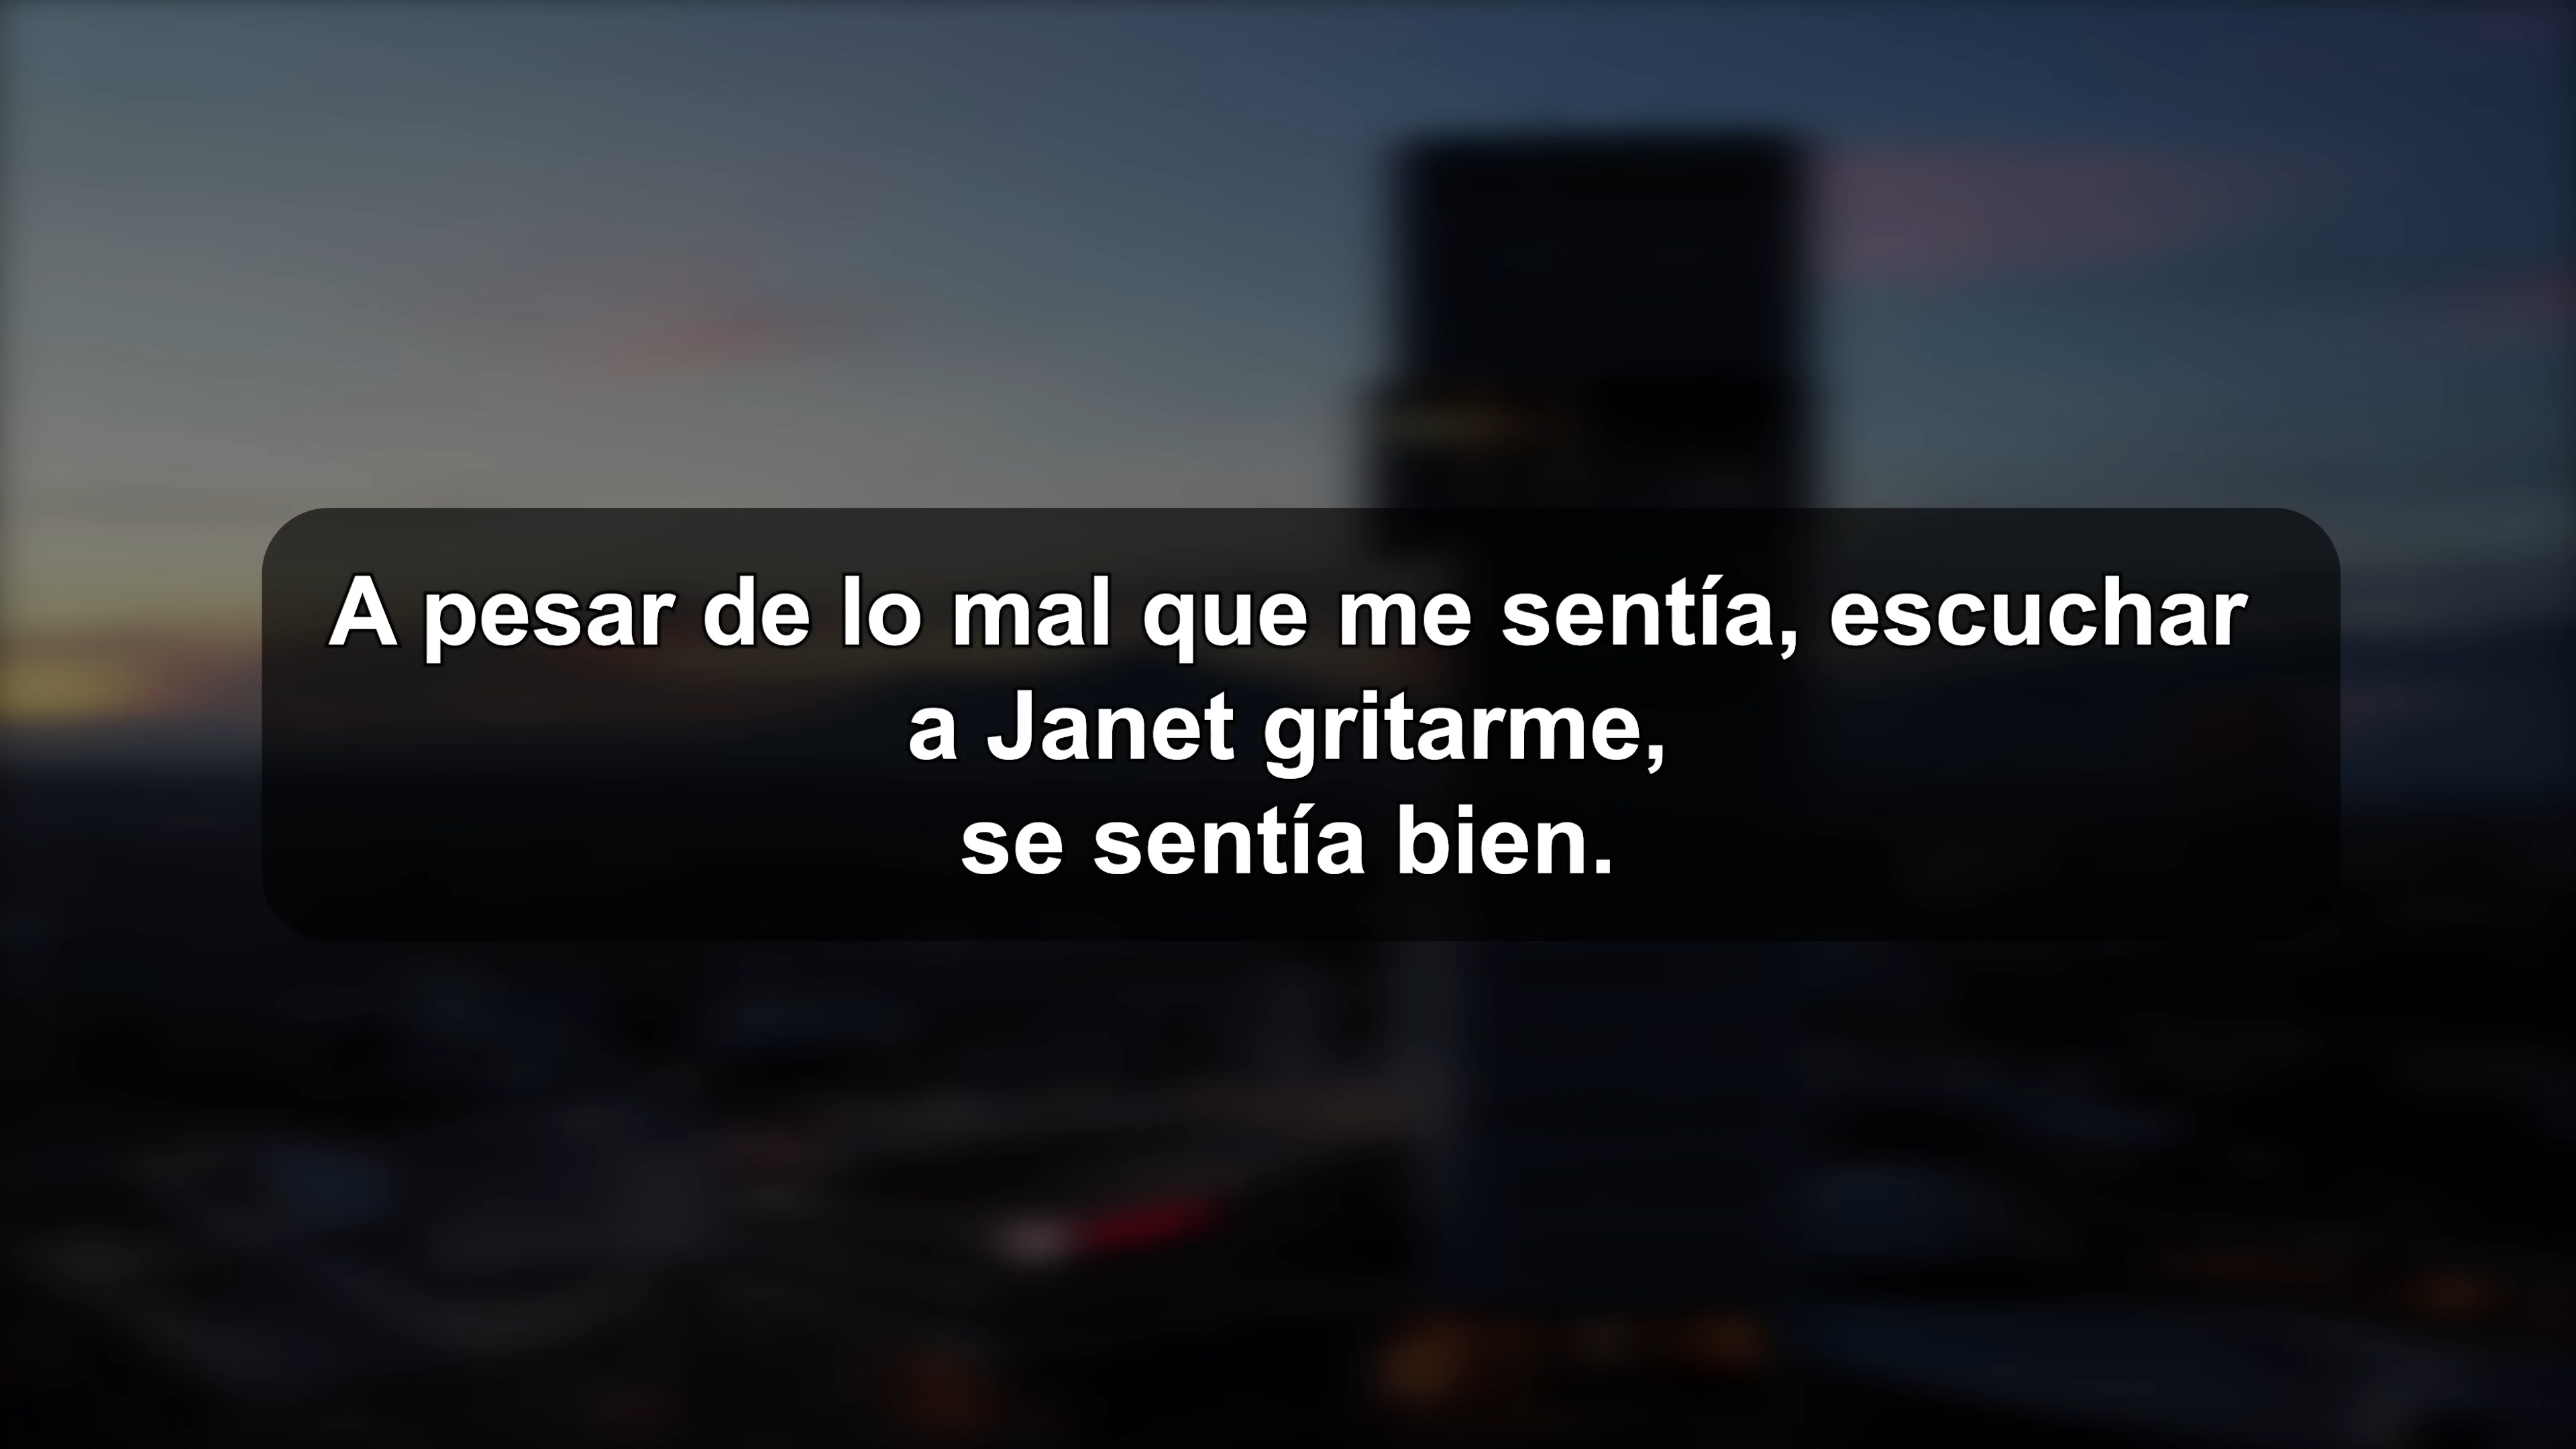 A pesar de lo mal que me sentía, escuchar
a Janet gritarme,
se sentía bien.